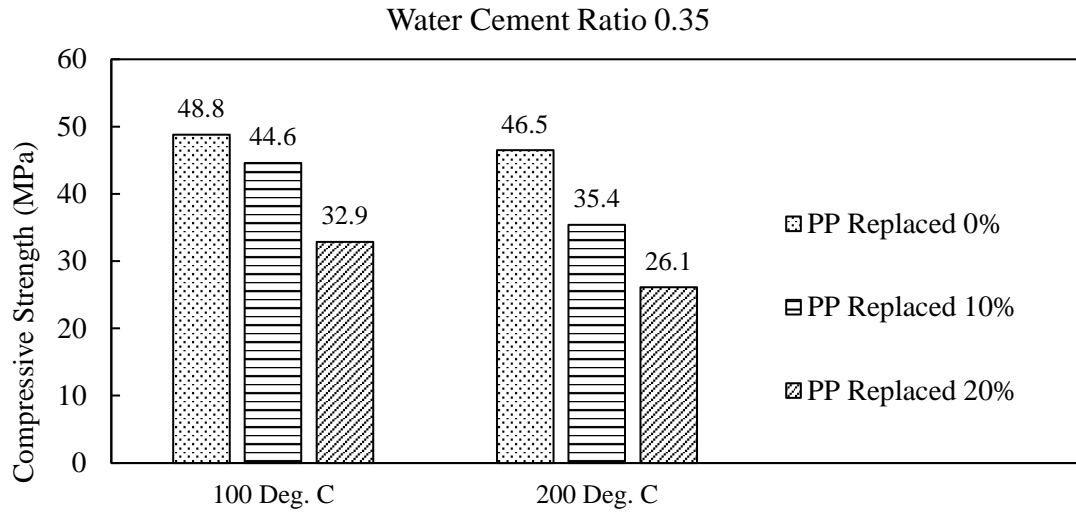 Water Cement Ratio 0.35
Compressive Strength (MPa)
60
50
40
30
20
10
0
48.8
44.6
32.9
46.5
35.4
26.1
100 Deg. C
200 Deg. C
PP Replaced 0%
PP Replaced 10%
PP Replaced 20%